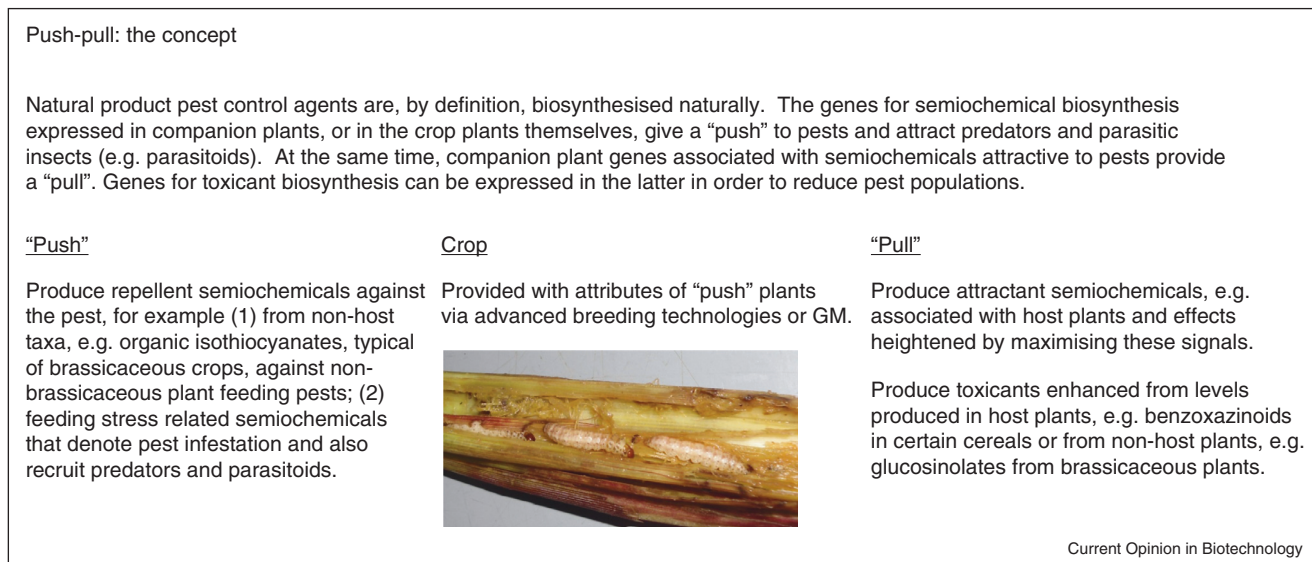 Push-pull: the concept
Natural product pest control agents are, by definition, biosynthesised naturally.  The genes for semiochemical biosynthesis
expressed in companion plants, or in the crop plants themselves, give a “push” to pests and attract predators and parasitic
insects (e.g. parasitoids).  At the same time, companion plant genes associated with semiochemicals attractive to pests provide
a “pull”. Genes for toxicant biosynthesis can be expressed in the latter in order to reduce pest populations.
“Push”
Produce repellent semiochemicals against
the pest, for example (1) from non-host
taxa, e.g. organic isothiocyanates, typical
of brassicaceous crops, against non-
brassicaceous plant feeding pests; (2)
feeding stress related semiochemicals
that denote pest infestation and also
recruit predators and parasitoids.
Crop
Provided with attributes of “push” plants
via advanced breeding technologies or GM.
“Pull”
Produce attractant semiochemicals, e.g.
associated with host plants and effects
heightened by maximising these signals.
Produce toxicants enhanced from levels
produced in host plants, e.g. benzoxazinoids
in certain cereals or from non-host plants, e.g.
glucosinolates from brassicaceous plants.
Current Opinion in Biotechnology